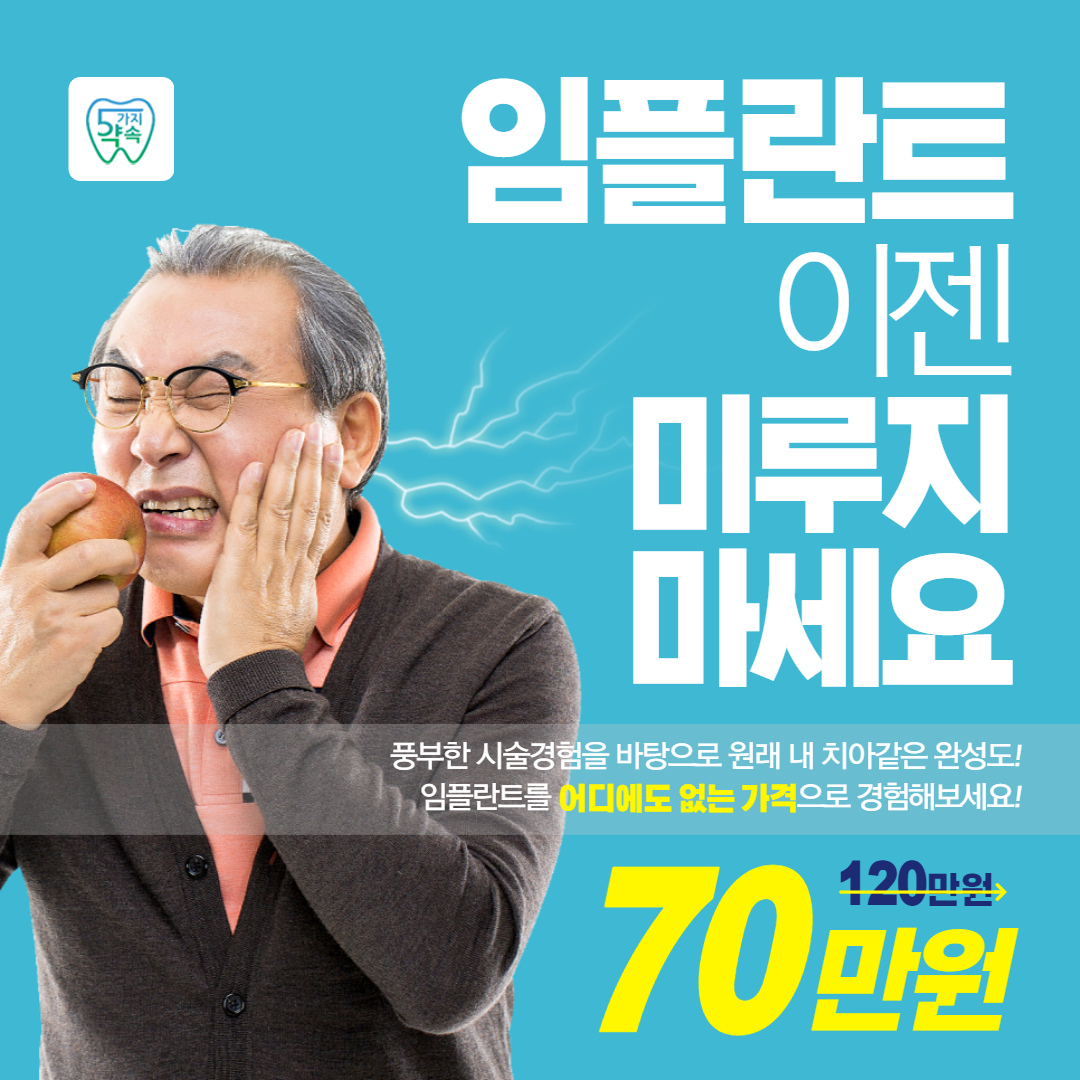 5가지
약속
임플란트
이젠
미루지
마세요
풍부한 시술경험을 바탕으로 원래 내 치아같은 완성도!
임플란트를 어디에도 없는 가격으로 경험해보세요!
120만원
70만원